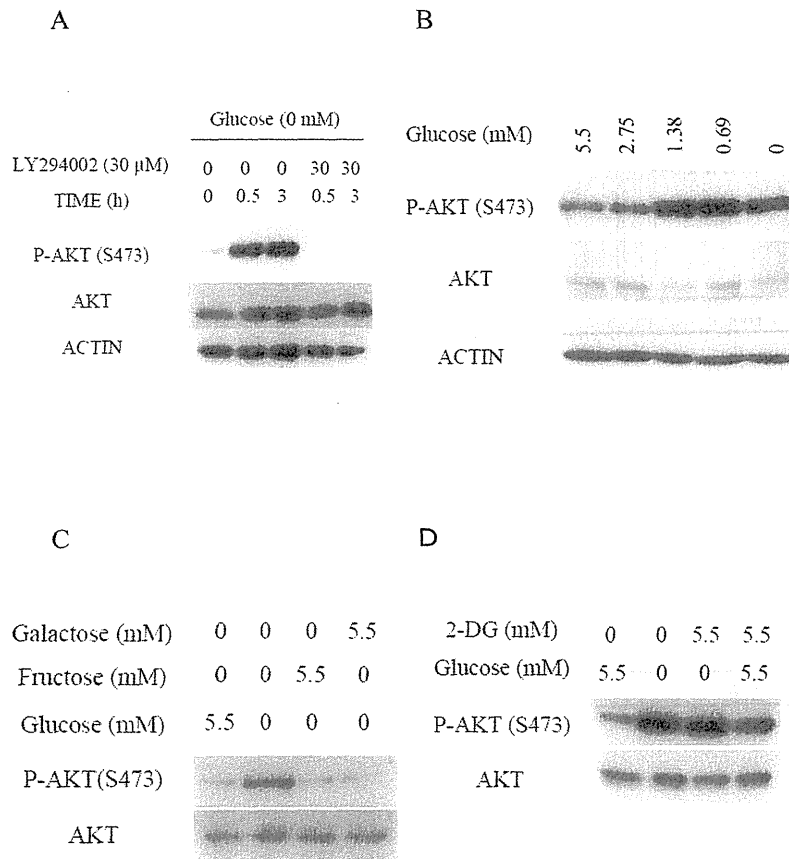 A
Glucose (0 mM)
LY294002 (30 μM) 0 0 0 30 30
TIME (h) 0 0.5 3 0.5 3
P-AKT (S473)
AKT
ACTIN
B
Glucose (mM) 5.5 2.75 1.38 0.69 0
P-AKT (S473)
AKT
ACTIN
C
Galactose (mM) 0 0 0 5.5
Fructose (mM) 0 0 5.5 0
Glucose (mM) 5.5 0 0 0
P-AKT(S473)
AKT
D
2-DG (mM) 0 0 5.5 5.5
Glucose (mM) 5.5 0 0 5.5
P-AKT (S473)
AKT